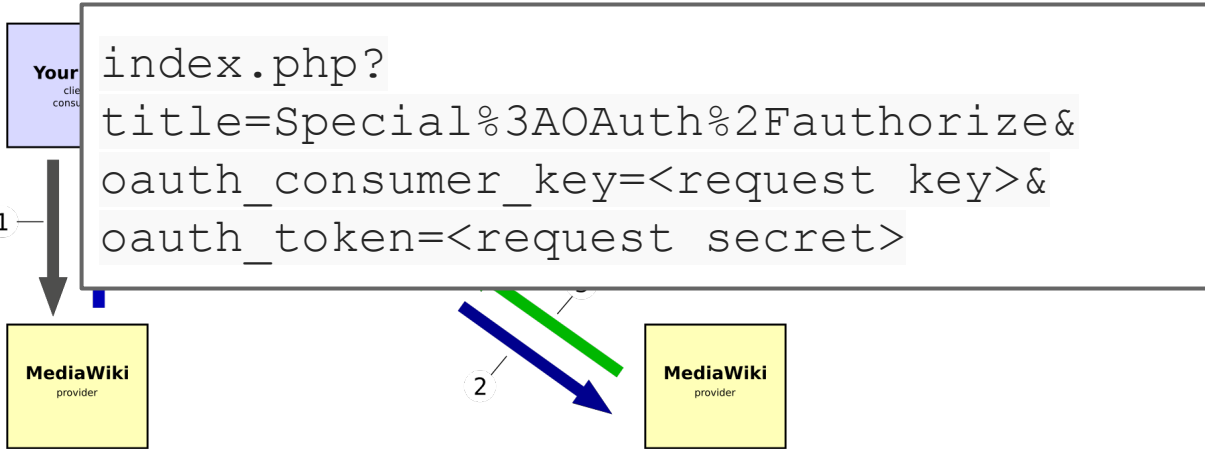 index.php?
title=Special%3AOAuth%2Fauthorize&
oauth_consumer_key=<request key>&
oauth_token=<request secret>
Your
1
2
MediaWiki
provider
MediaWiki
provider